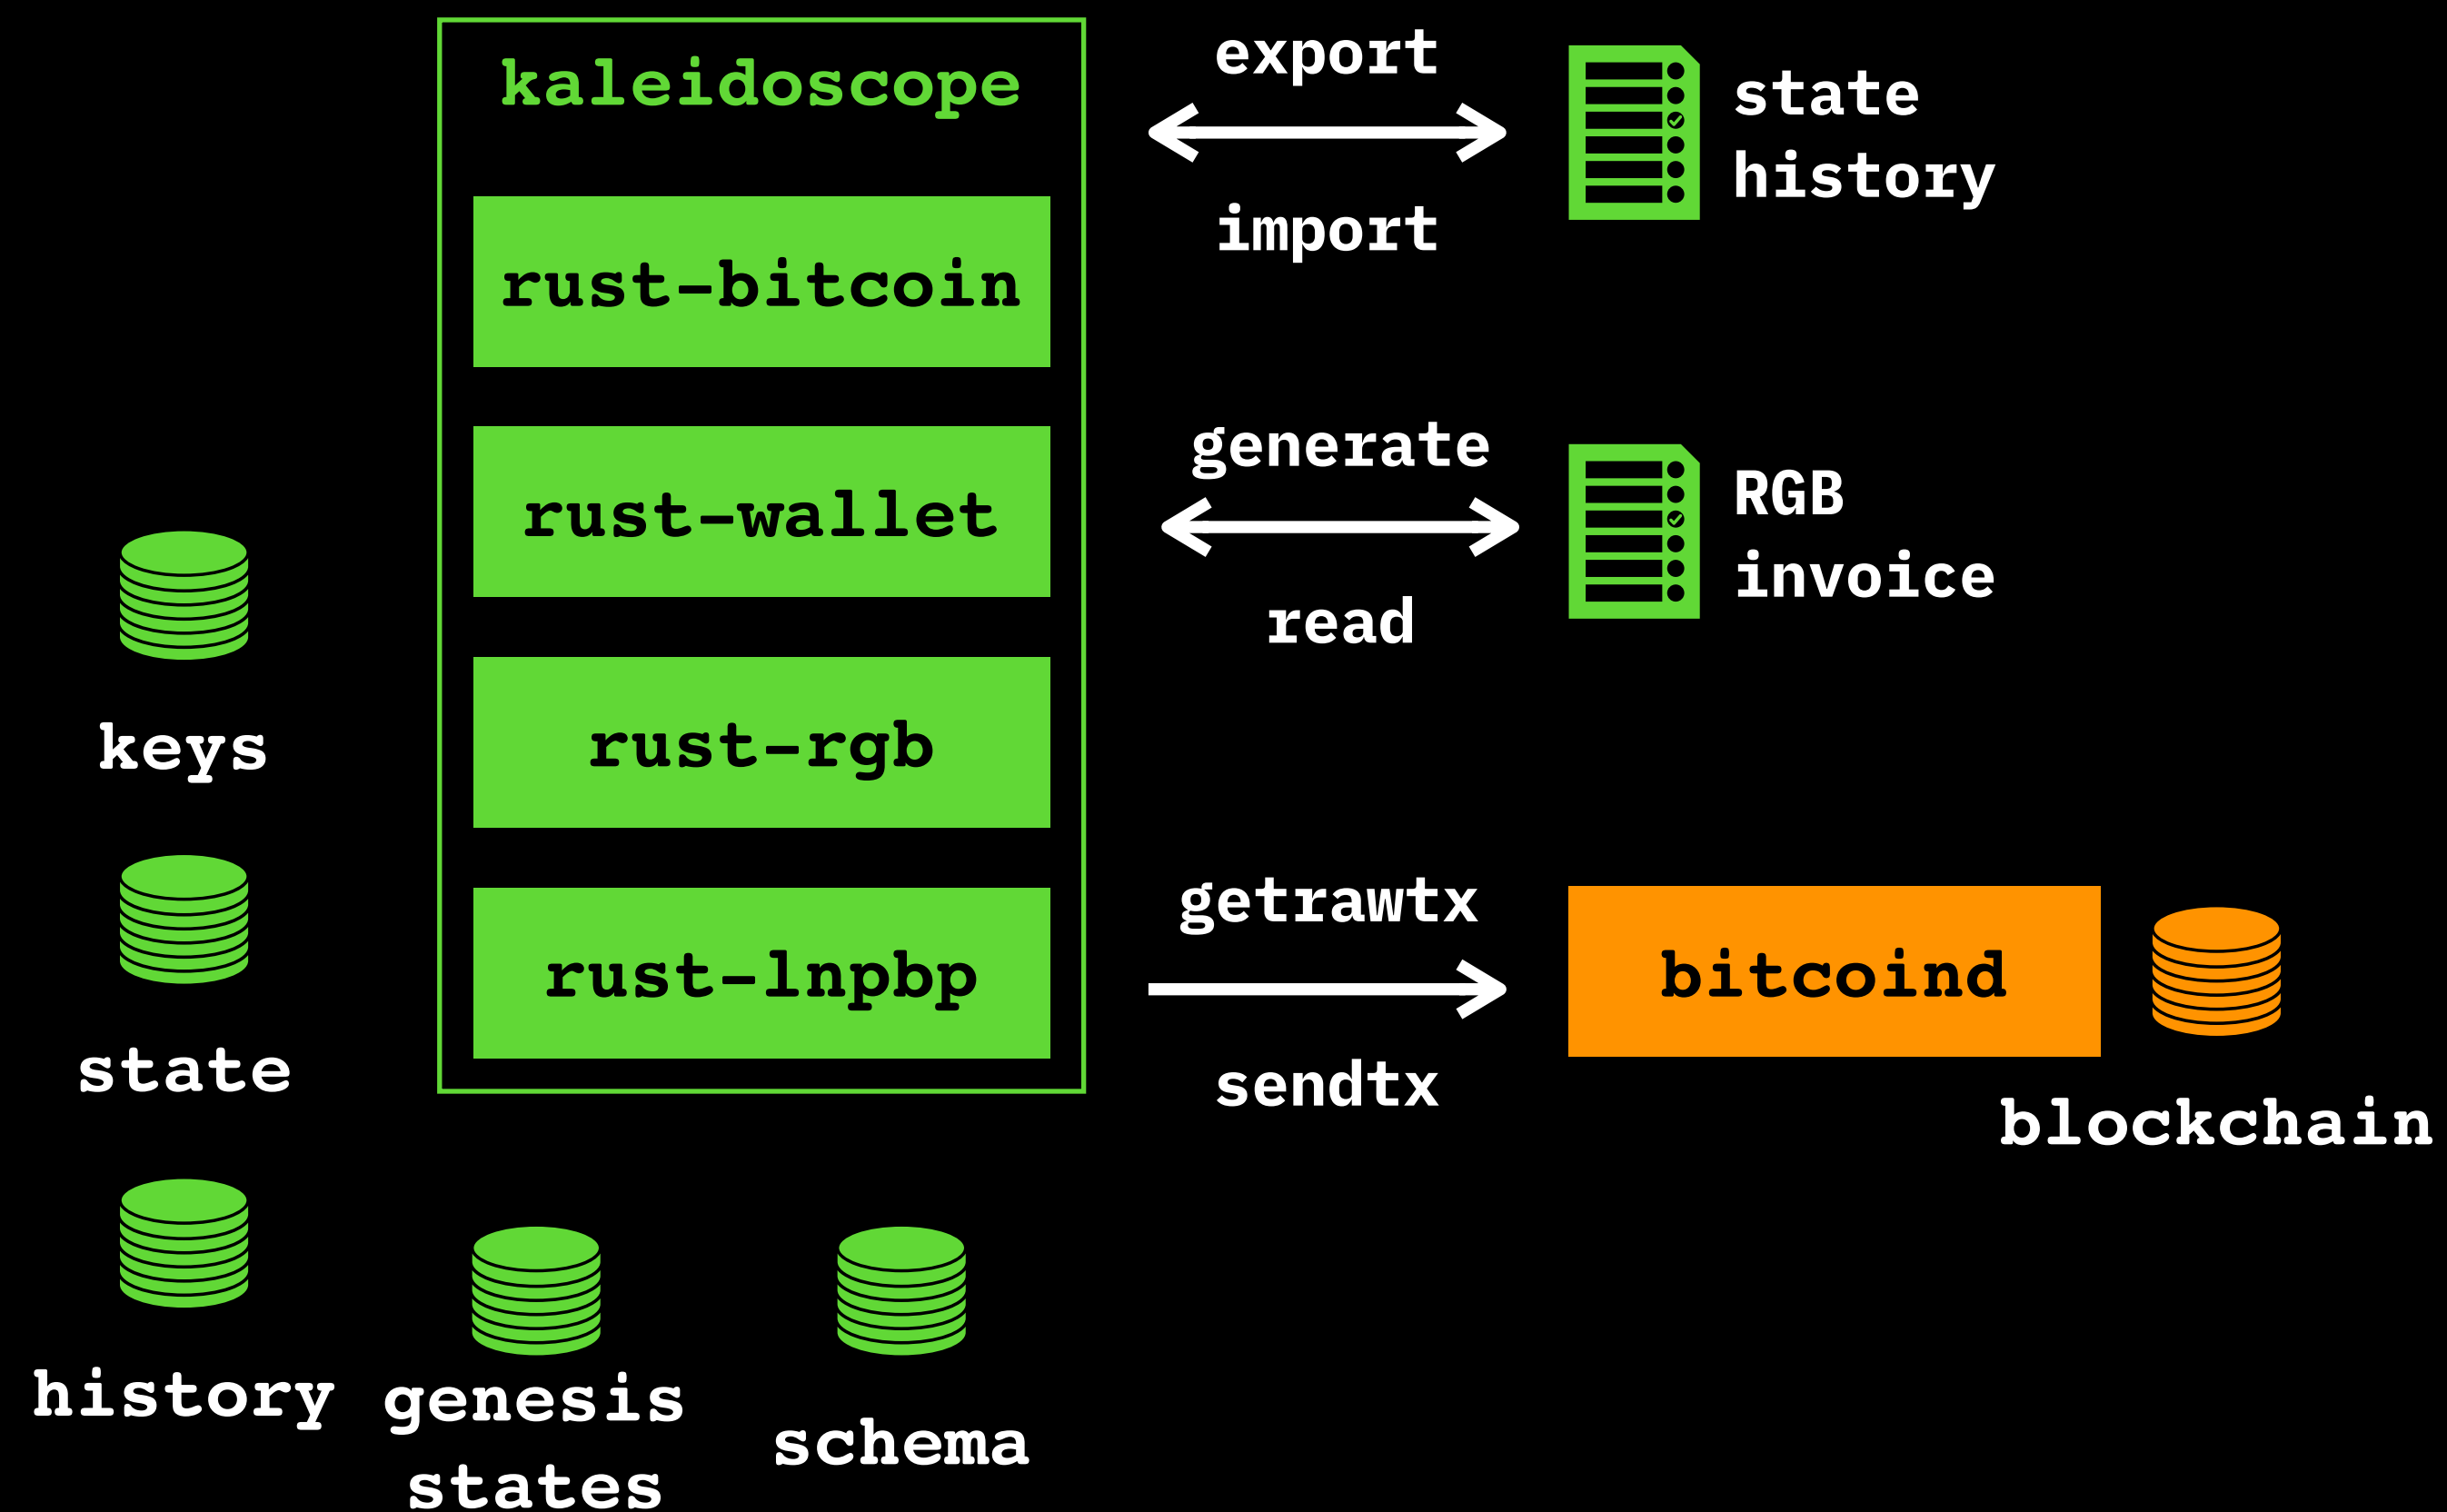 kaleidoscope
rust-bitcoin
rust-wallet
rust-rgb
rust-lnpbp
export
import
state
history
generate
read
RGB
invoice
getrawtx
sendtx
bitcoind
blockchain
keys
state
history
genesis
states
schema